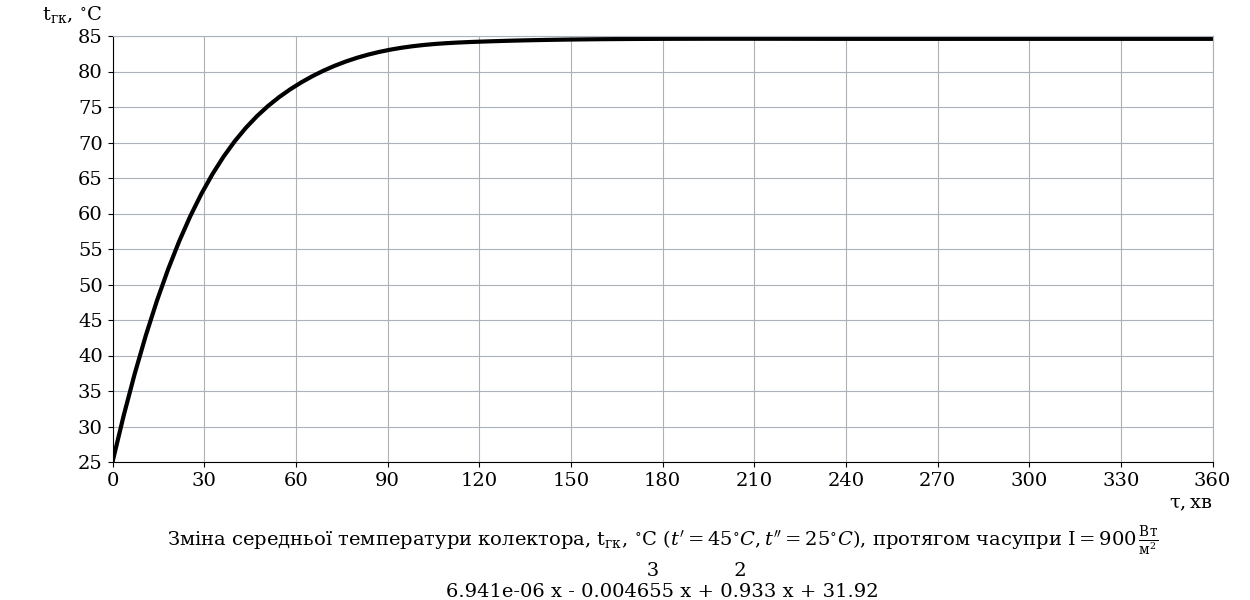 tгк, °C
85
80
75
70
65
60
55
50
45
40
35
30
25
0 30 60 90 120 150 180 210 240 270 300 330 360
τ, хв
Зміна середньої температури колектора, tгк, °C (t′ = 45°C, t″ = 25°C), протягом часупри I = 900 Вт/м²
3 2
6.941e-06 x - 0.004655 x + 0.933 x + 31.92